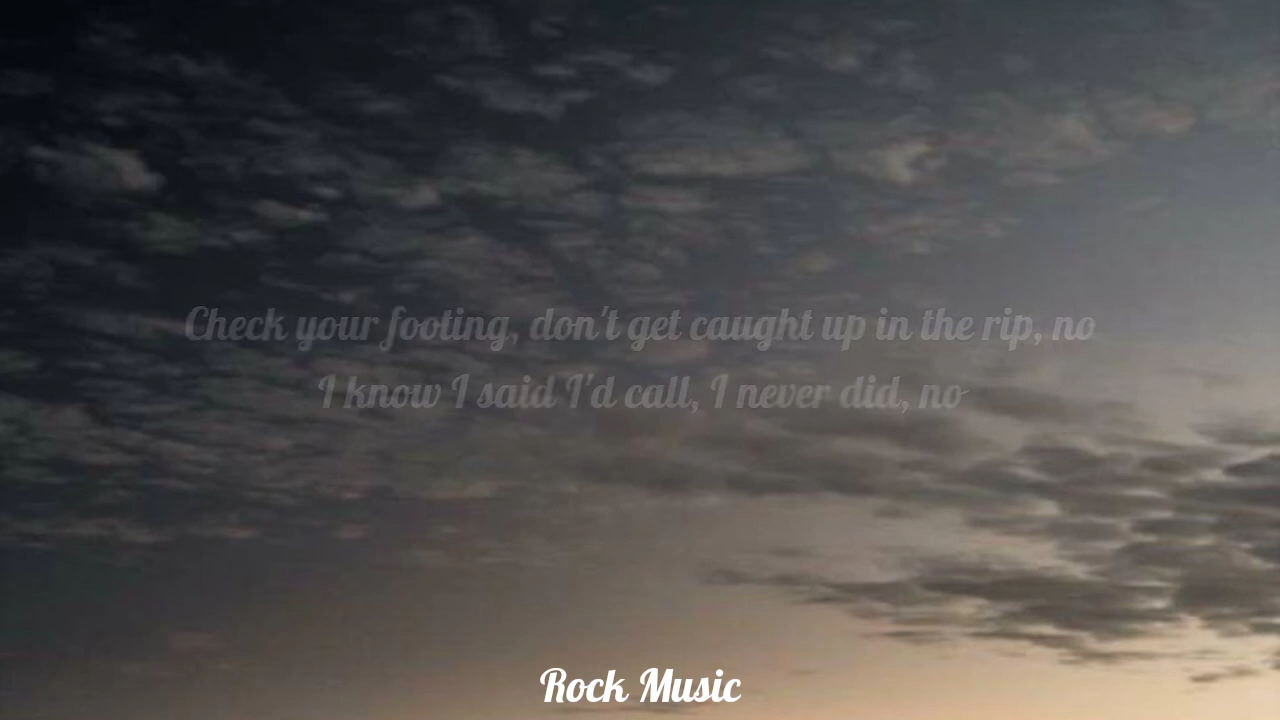 Check your footing, don't get caught up in the rip, no
I know I said I'd call, I never did, no
Rock Music